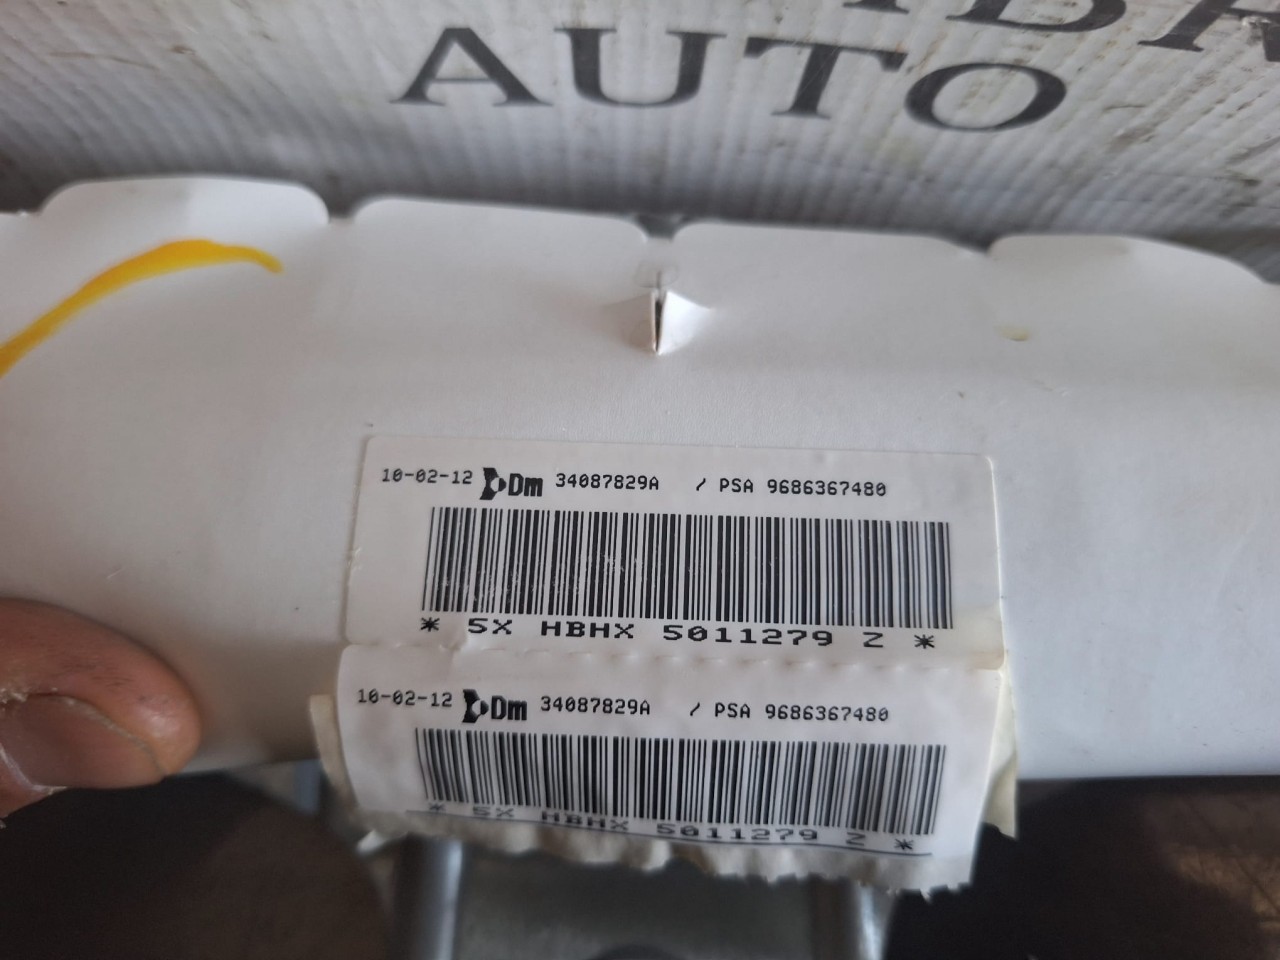 AUTO
10-02-12 Dm 34087829A / PSA 9686367480
* 5X HBHX 5011279 Z *
10-02-12 Dm 34087829A / PSA 9686367480
* 5X HBHX 5011279 Z *